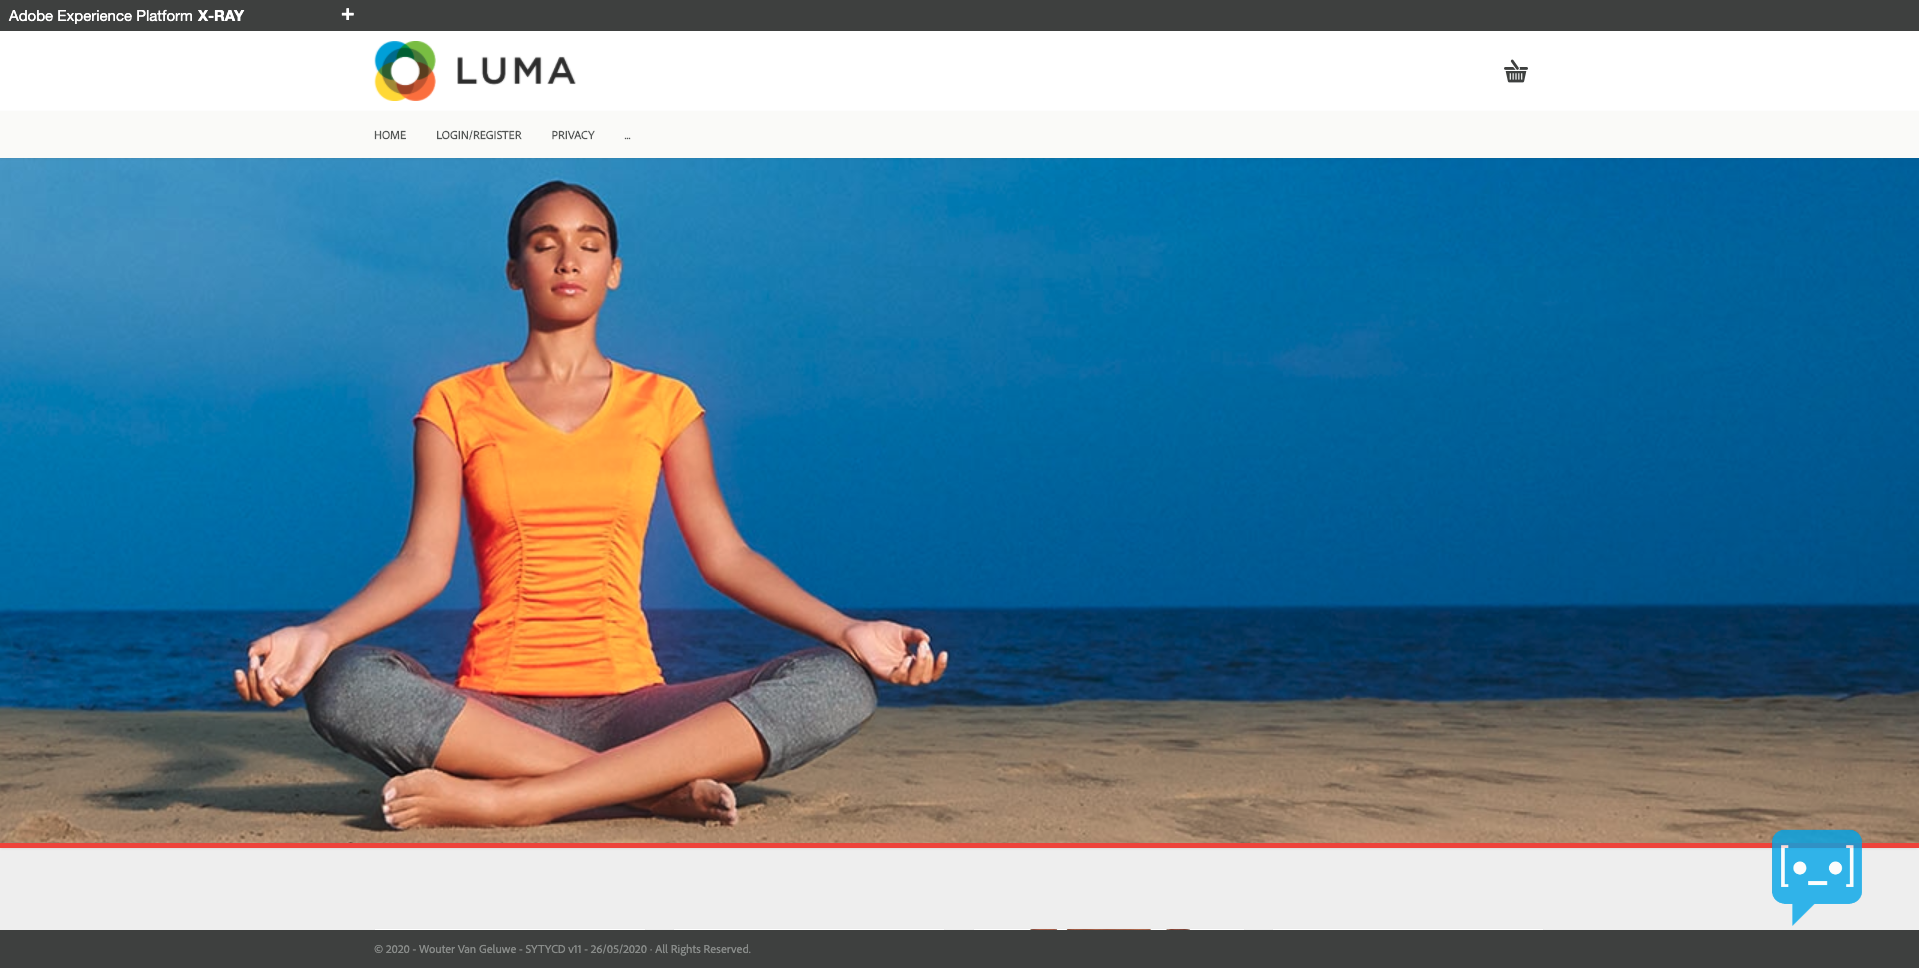 Adobe Experience Platform X-RAY
LUMA
HOME LOGIN/REGISTER PRIVACY ...
© 2020 - Wouter Van Geluwe - SYTYCD v11 - 26/05/2020 · All Rights Reserved.